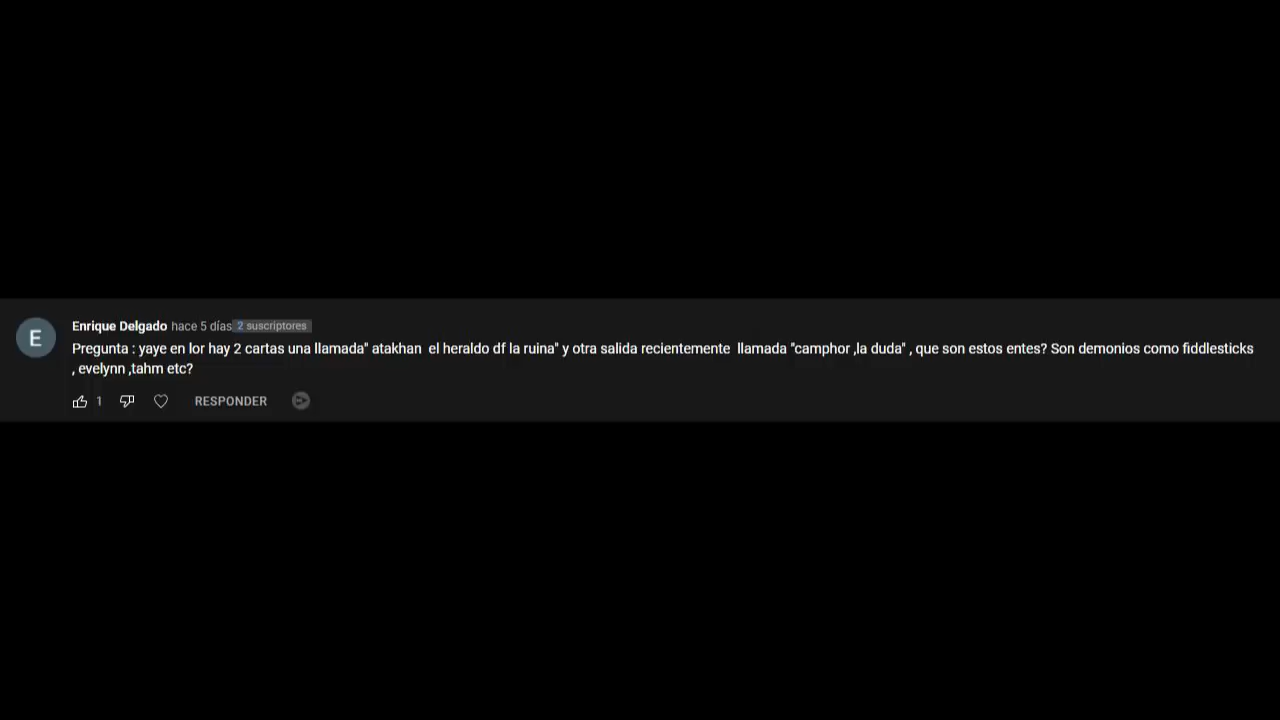 E
Enrique Delgado hace 5 días 2 suscriptores
Pregunta : yaye en lor hay 2 cartas una llamada" atakhan  el heraldo df la ruina" y otra salida recientemente  llamada "camphor ,la duda" , que son estos entes? Son demonios como fiddlesticks
, evelynn ,tahm etc?
1 RESPONDER